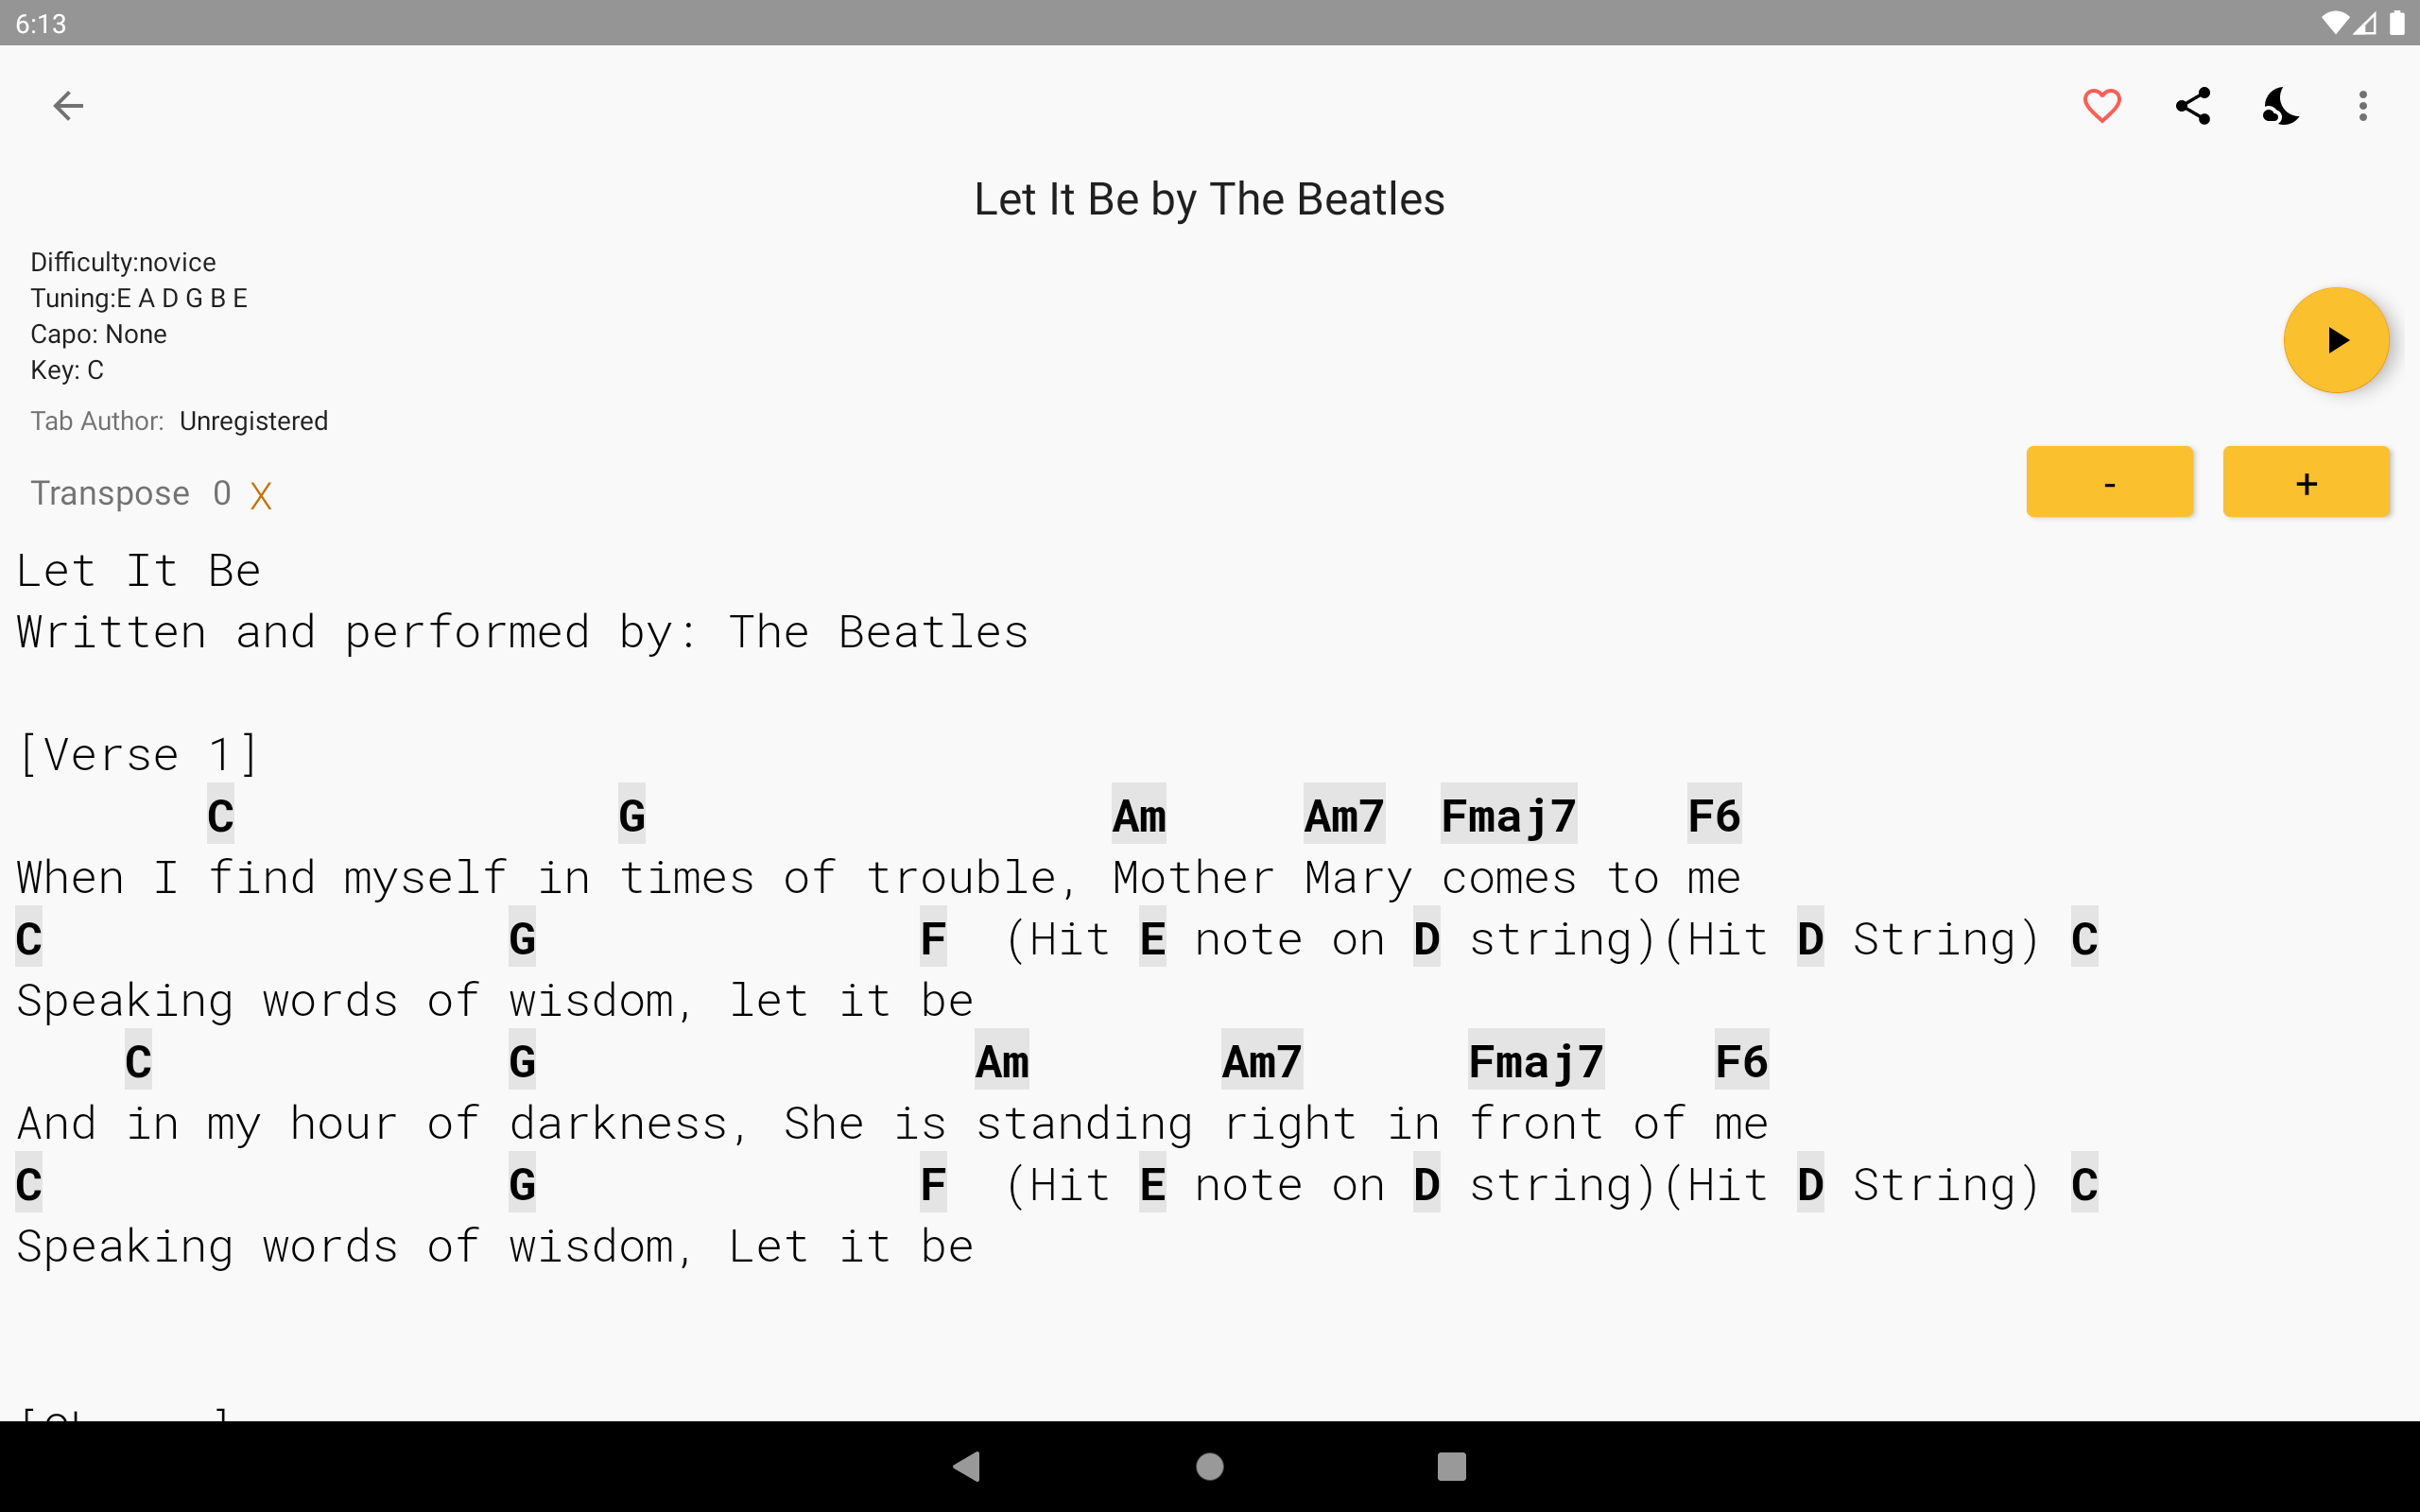 6:13
Let It Be by The Beatles
Difficulty:novice
Tuning:E A D G B E
Capo: None
Key: C
Tab Author: Unregistered
Transpose 0 X
- +
Let It Be
Written and performed by: The Beatles
[Verse 1]
C G Am Am7 Fmaj7 F6
When I find myself in times of trouble, Mother Mary comes to me
C G F (Hit E note on D string)(Hit D String) C
Speaking words of wisdom, let it be
C G Am Am7 Fmaj7 F6
And in my hour of darkness, She is standing right in front of me
C G F (Hit E note on D string)(Hit D String) C
Speaking words of wisdom, Let it be